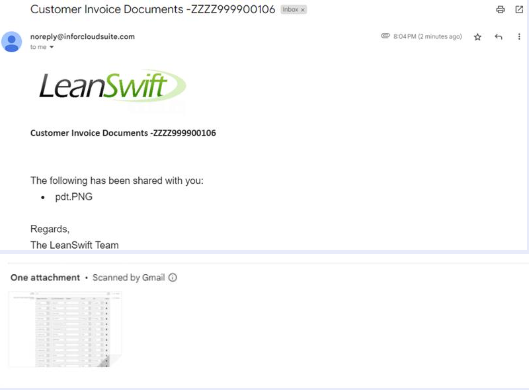 Customer Invoice Documents -ZZZZ999900106 Inbox ×
noreply@inforcloudsuite.com 8:04 PM (2 minutes ago)
to me
LeanSwift
Customer Invoice Documents -ZZZZ999900106
The following has been shared with you:
• pdt.PNG
Regards,
The LeanSwift Team
One attachment • Scanned by Gmail